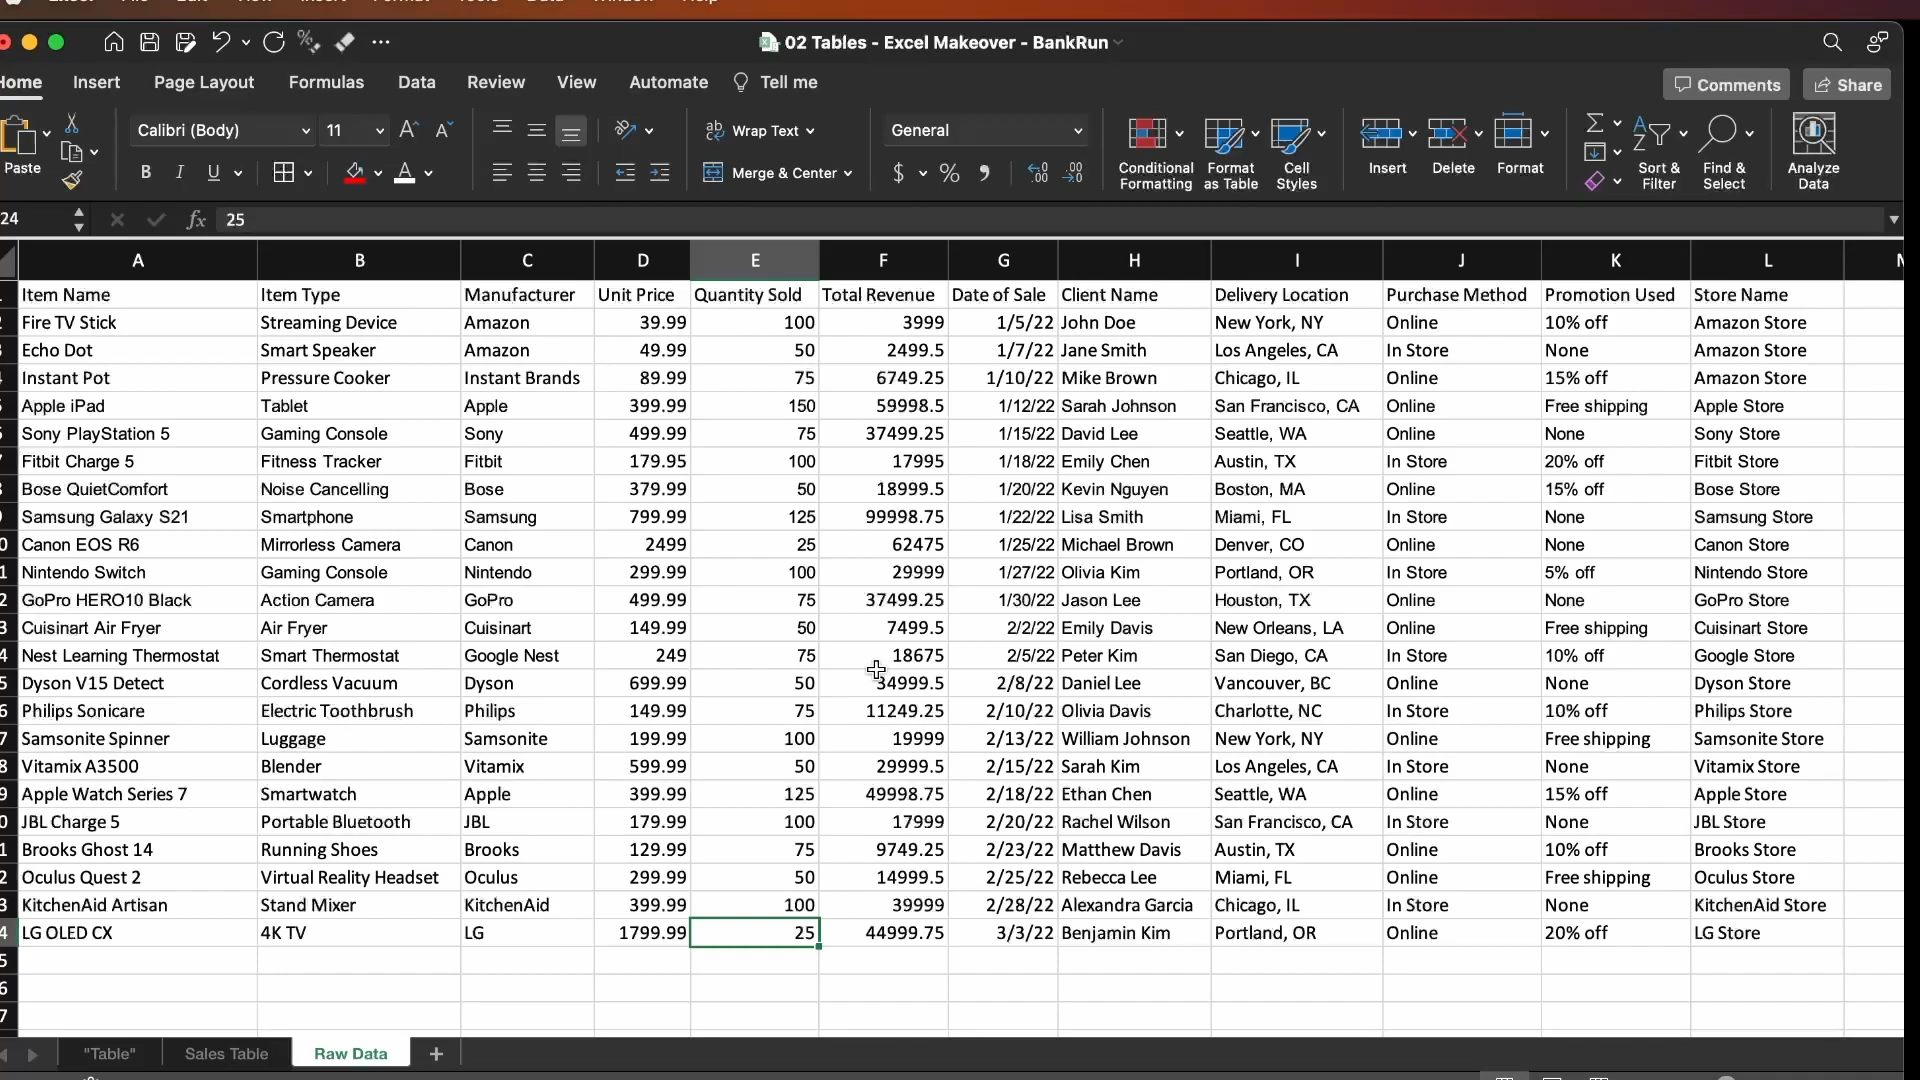 02 Tables - Excel Makeover - BankRun
Home Insert Page Layout Formulas Data Review View Automate Tell me Comments Share
Paste Calibri (Body) 11 Wrap Text General
B I U Merge & Center $ % Conditional Formatting Format as Table Cell Styles Insert Delete Format Sort & Filter Find & Select Analyze Data
24 fx 25
A B C D E F G H I J K L
Item Name Item Type Manufacturer Unit Price Quantity Sold Total Revenue Date of Sale Client Name Delivery Location Purchase Method Promotion Used Store Name
Fire TV Stick Streaming Device Amazon 39.99 100 3999 1/5/22 John Doe New York, NY Online 10% off Amazon Store
Echo Dot Smart Speaker Amazon 49.99 50 2499.5 1/7/22 Jane Smith Los Angeles, CA In Store None Amazon Store
Instant Pot Pressure Cooker Instant Brands 89.99 75 6749.25 1/10/22 Mike Brown Chicago, IL Online 15% off Amazon Store
Apple iPad Tablet Apple 399.99 150 59998.5 1/12/22 Sarah Johnson San Francisco, CA Online Free shipping Apple Store
Sony PlayStation 5 Gaming Console Sony 499.99 75 37499.25 1/15/22 David Lee Seattle, WA Online None Sony Store
Fitbit Charge 5 Fitness Tracker Fitbit 179.95 100 17995 1/18/22 Emily Chen Austin, TX In Store 20% off Fitbit Store
Bose QuietComfort Noise Cancelling Bose 379.99 50 18999.5 1/20/22 Kevin Nguyen Boston, MA Online 15% off Bose Store
Samsung Galaxy S21 Smartphone Samsung 799.99 125 99998.75 1/22/22 Lisa Smith Miami, FL In Store None Samsung Store
Canon EOS R6 Mirrorless Camera Canon 2499 25 62475 1/25/22 Michael Brown Denver, CO Online None Canon Store
Nintendo Switch Gaming Console Nintendo 299.99 100 29999 1/27/22 Olivia Kim Portland, OR In Store 5% off Nintendo Store
GoPro HERO10 Black Action Camera GoPro 499.99 75 37499.25 1/30/22 Jason Lee Houston, TX Online None GoPro Store
Cuisinart Air Fryer Air Fryer Cuisinart 149.99 50 7499.5 2/2/22 Emily Davis New Orleans, LA Online Free shipping Cuisinart Store
Nest Learning Thermostat Smart Thermostat Google Nest 249 75 18675 2/5/22 Peter Kim San Diego, CA In Store 10% off Google Store
Dyson V15 Detect Cordless Vacuum Dyson 699.99 50 34999.5 2/8/22 Daniel Lee Vancouver, BC Online None Dyson Store
Philips Sonicare Electric Toothbrush Philips 149.99 75 11249.25 2/10/22 Olivia Davis Charlotte, NC In Store 10% off Philips Store
Samsonite Spinner Luggage Samsonite 199.99 100 19999 2/13/22 William Johnson New York, NY Online Free shipping Samsonite Store
Vitamix A3500 Blender Vitamix 599.99 50 29999.5 2/15/22 Sarah Kim Los Angeles, CA In Store None Vitamix Store
Apple Watch Series 7 Smartwatch Apple 399.99 125 49998.75 2/18/22 Ethan Chen Seattle, WA Online 15% off Apple Store
JBL Charge 5 Portable Bluetooth JBL 179.99 100 17999 2/20/22 Rachel Wilson San Francisco, CA In Store None JBL Store
Brooks Ghost 14 Running Shoes Brooks 129.99 75 9749.25 2/23/22 Matthew Davis Austin, TX Online 10% off Brooks Store
Oculus Quest 2 Virtual Reality Headset Oculus 299.99 50 14999.5 2/25/22 Rebecca Lee Miami, FL Online Free shipping Oculus Store
KitchenAid Artisan Stand Mixer KitchenAid 399.99 100 39999 2/28/22 Alexandra Garcia Chicago, IL In Store None KitchenAid Store
LG OLED CX 4K TV LG 1799.99 25 44999.75 3/3/22 Benjamin Kim Portland, OR Online 20% off LG Store
"Table" Sales Table Raw Data